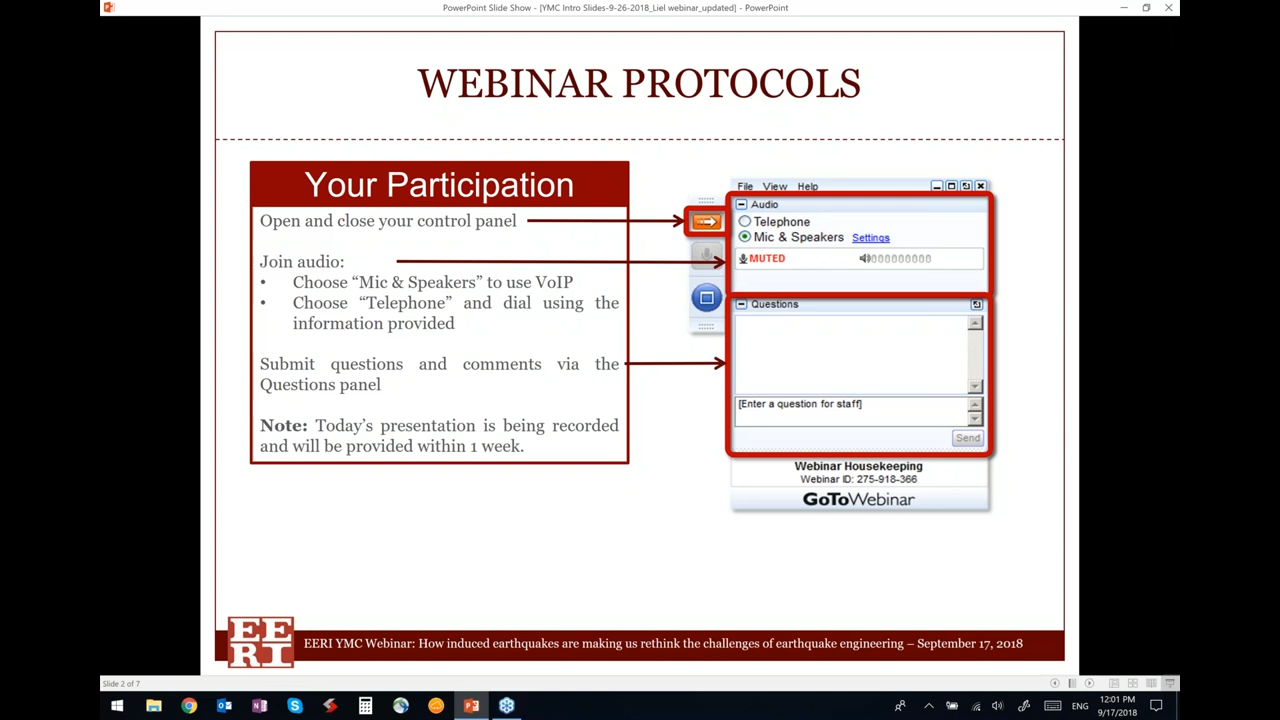 PowerPoint Slide Show - [YMC Intro Slides-9-26-2018_Liel webinar_updated] - PowerPoint
WEBINAR PROTOCOLS
Your Participation
Open and close your control panel
Join audio:
• Choose “Mic & Speakers” to use VoIP
• Choose “Telephone” and dial using the
information provided
Submit questions and comments via the
Questions panel
Note: Today’s presentation is being recorded
and will be provided within 1 week.
File View Help
Audio
Telephone
Mic & Speakers Settings
MUTED 000000000
Questions
[Enter a question for staff]
Send
Webinar Housekeeping
Webinar ID: 275-918-366
GoToWebinar
EE
RI
EERI YMC Webinar: How induced earthquakes are making us rethink the challenges of earthquake engineering – September 17, 2018
Slide 2 of 7
ENG
12:01 PM
9/17/2018